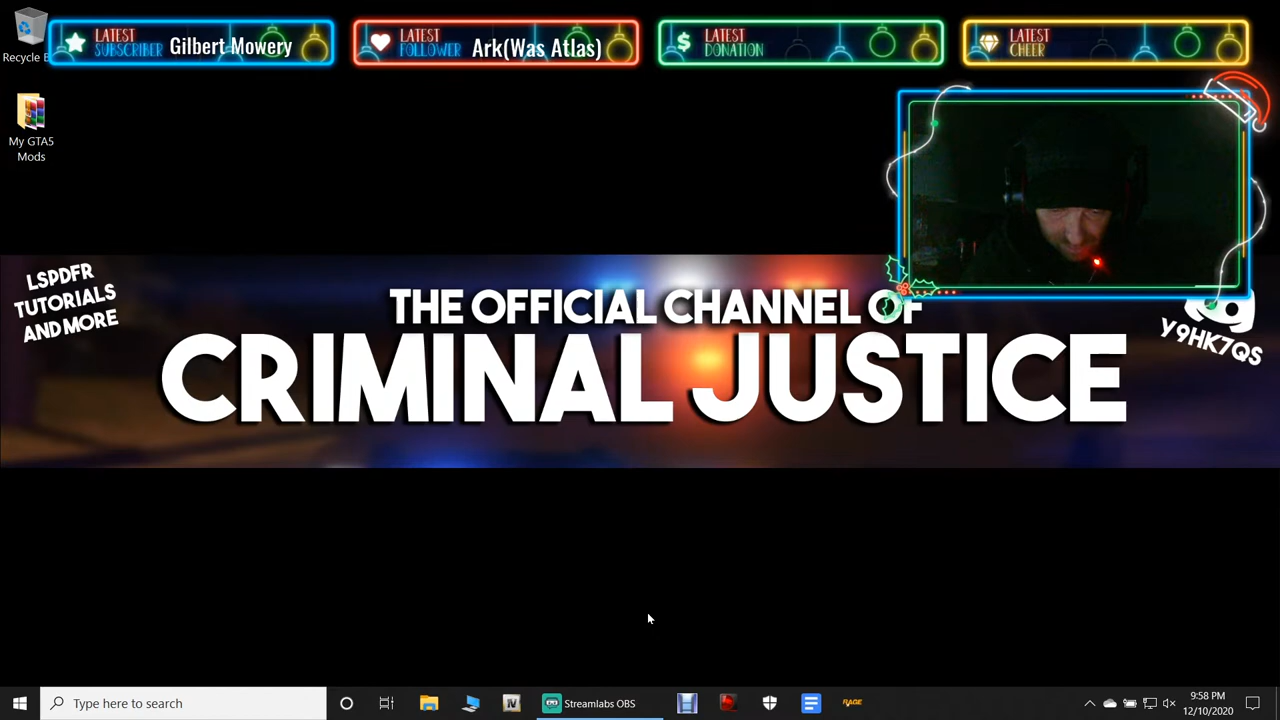 LATEST
SUBSCRIBER
Gilbert Mowery
LATEST
FOLLOWER
Ark(Was Atlas)
LATEST
DONATION
LATEST
CHEER
Recycle B
My GTA5
Mods
LSPDFR
TUTORIALS
AND MORE
THE OFFICIAL CHANNEL OF
CRIMINAL JUSTICE
Y9HK7QS
Type here to search
IV
Streamlabs OBS
RAGE
9:58 PM
12/10/2020